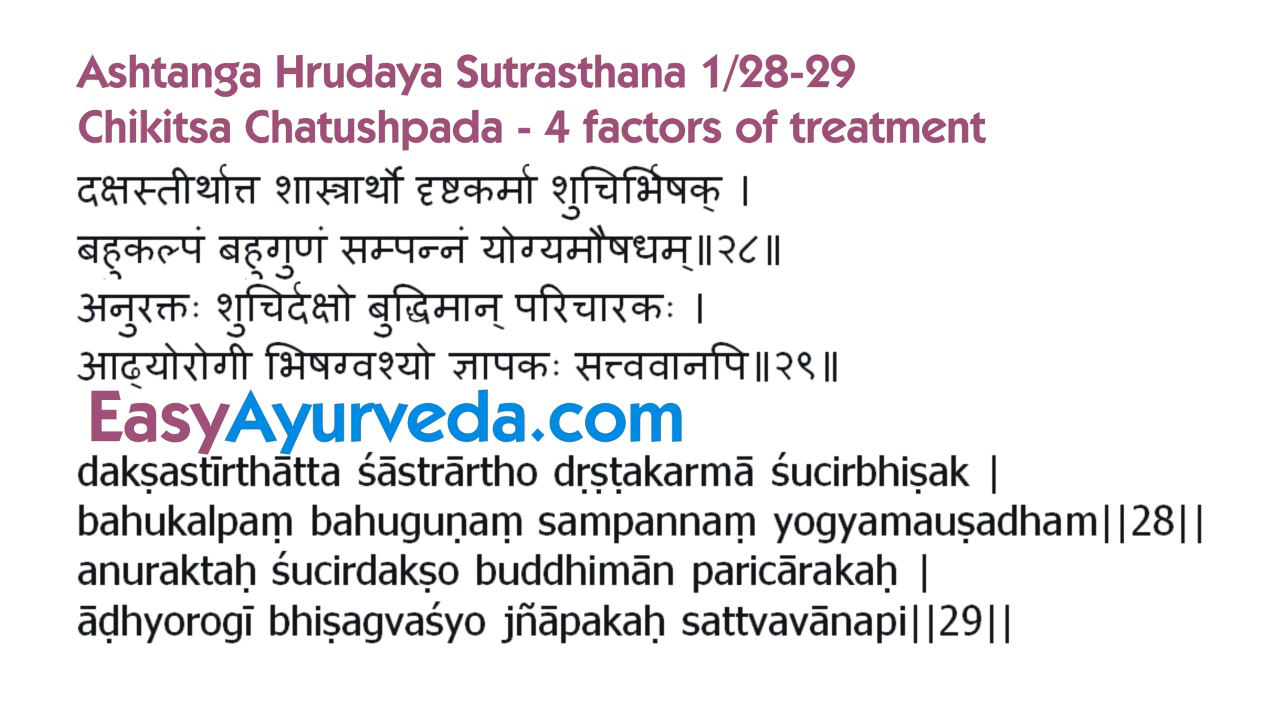 Ashtanga Hrudaya Sutrasthana 1/28-29
Chikitsa Chatushpada - 4 factors of treatment
दक्षस्तीर्थात्त शास्त्रार्थो दृष्टकर्मा शुचिर्भिषक् ।
बहुकल्पं बहुगुणं सम्पन्नं योग्यमौषधम्॥२८॥
अनुरक्तः शुचिर्दक्षो बुद्धिमान् परिचारकः ।
आढ्योरोगी भिषग्वश्यो ज्ञापकः सत्त्ववानपि॥२९॥
EasyAyurveda.com
dakṣastīrthātta śāstrārtho dṛṣṭakarmā śucirbhiṣak |
bahukalpaṃ bahuguṇaṃ sampannaṃ yogyamauṣadham||28||
anuraktaḥ śucirdakṣo buddhimān paricārakaḥ |
āḍhyorogī bhiṣagvaśyo jñāpakaḥ sattvavānapi||29||